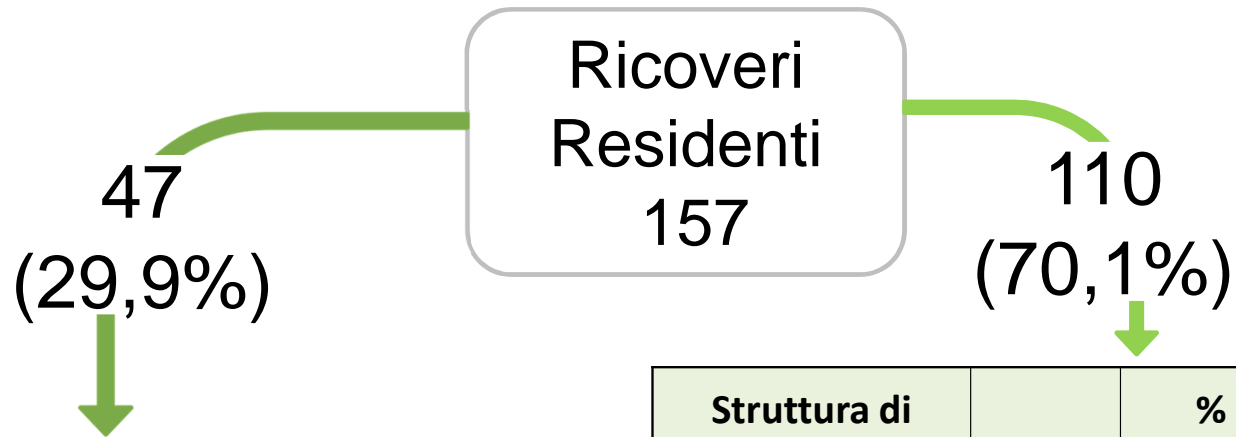 Ricoveri
Residenti
157
47
(29,9%)
110
(70,1%)
Struttura di
%